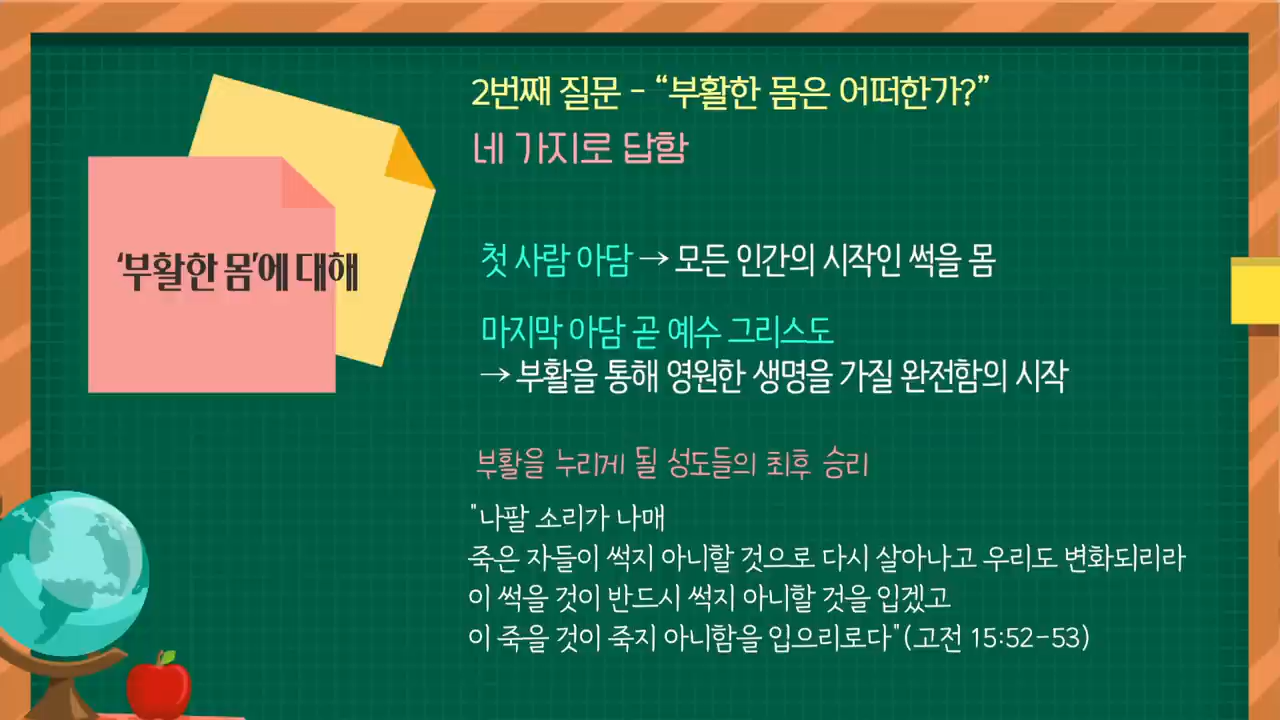 2번째 질문 - “부활한 몸은 어떠한가?”
네 가지로 답함
‘부활한 몸’에 대해
첫 사람 아담 → 모든 인간의 시작인 썩을 몸
마지막 아담 곧 예수 그리스도
→ 부활을 통해 영원한 생명을 가질 완전함의 시작
부활을 누리게 될 성도들의 최후 승리
"나팔 소리가 나매
죽은 자들이 썩지 아니할 것으로 다시 살아나고 우리도 변화되리라
이 썩을 것이 반드시 썩지 아니할 것을 입겠고
이 죽을 것이 죽지 아니함을 입으리로다"(고전 15:52-53)